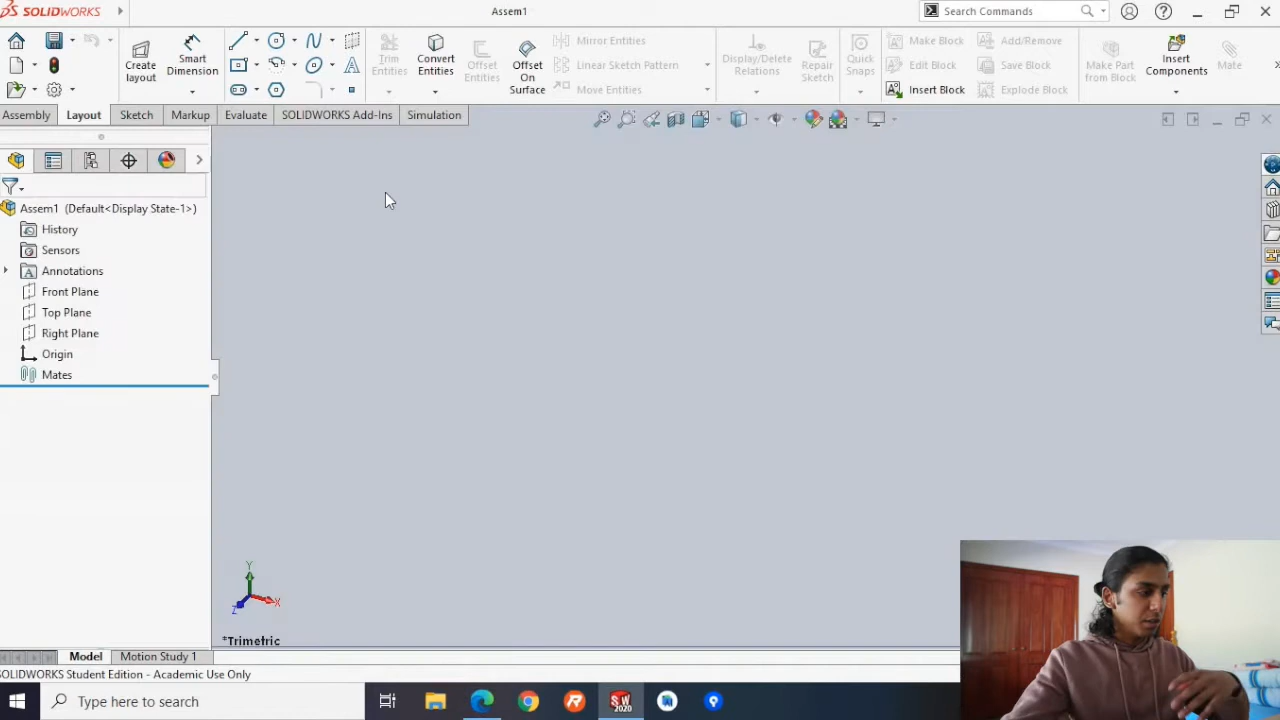 SOLIDWORKS
Assem1
Search Commands
Create layout
Smart Dimension
Trim Entities
Convert Entities
Offset Entities
Offset On Surface
Mirror Entities
Linear Sketch Pattern
Move Entities
Display/Delete Relations
Repair Sketch
Quick Snaps
Make Block
Edit Block
Insert Block
Add/Remove
Save Block
Explode Block
Make Part from Block
Insert Components
Mate
Assembly
Layout
Sketch
Markup
Evaluate
SOLIDWORKS Add-Ins
Simulation
Assem1 (Default<Display State-1>)
History
Sensors
Annotations
Front Plane
Top Plane
Right Plane
Origin
Mates
Y
X
Z
*Trimetric
Model
Motion Study 1
SOLIDWORKS Student Edition - Academic Use Only
Type here to search
SW
2020